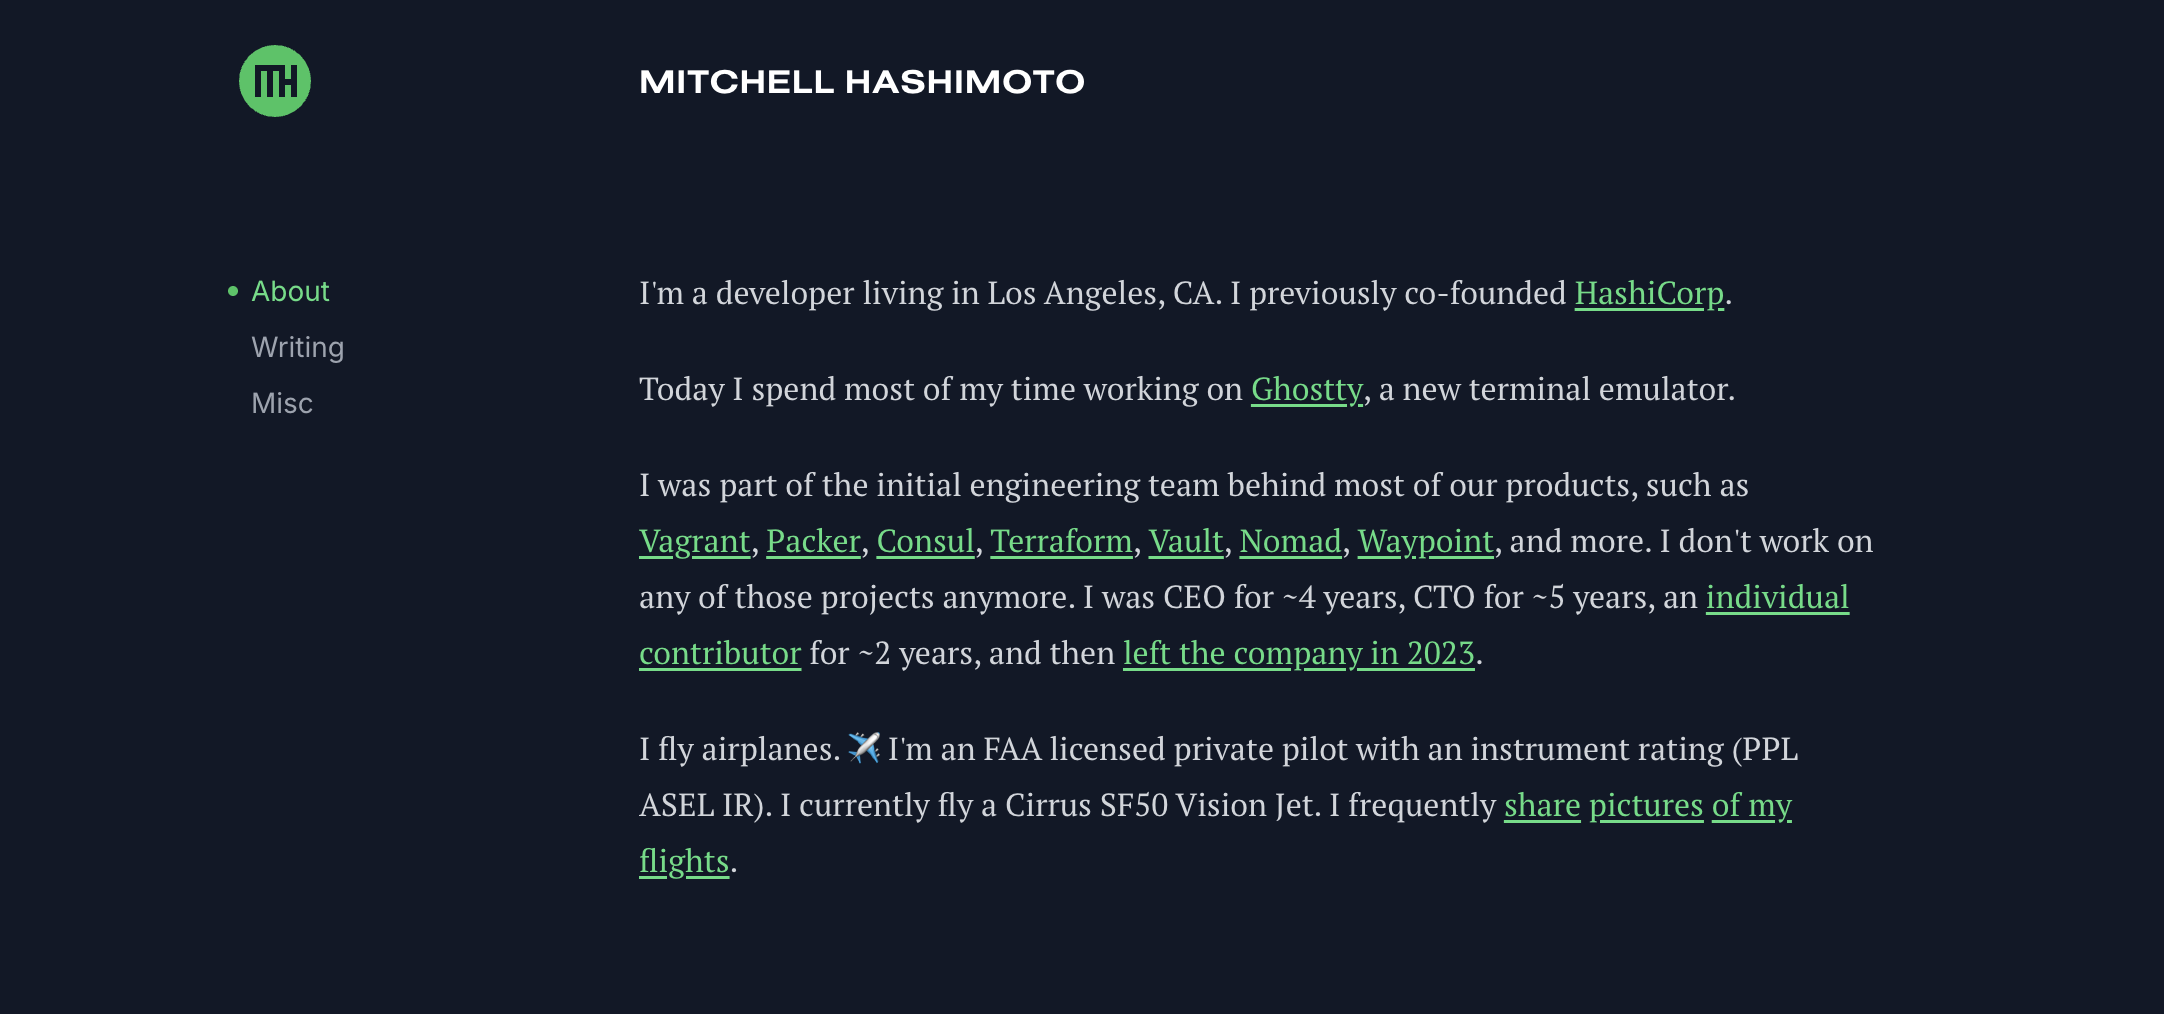 MH
MITCHELL HASHIMOTO
About
Writing
Misc
I'm a developer living in Los Angeles, CA. I previously co-founded HashiCorp.
Today I spend most of my time working on Ghostty, a new terminal emulator.
I was part of the initial engineering team behind most of our products, such as
Vagrant, Packer, Consul, Terraform, Vault, Nomad, Waypoint, and more. I don't work on
any of those projects anymore. I was CEO for ~4 years, CTO for ~5 years, an individual
contributor for ~2 years, and then left the company in 2023.
I fly airplanes. ✈️ I'm an FAA licensed private pilot with an instrument rating (PPL
ASEL IR). I currently fly a Cirrus SF50 Vision Jet. I frequently share pictures of my
flights.